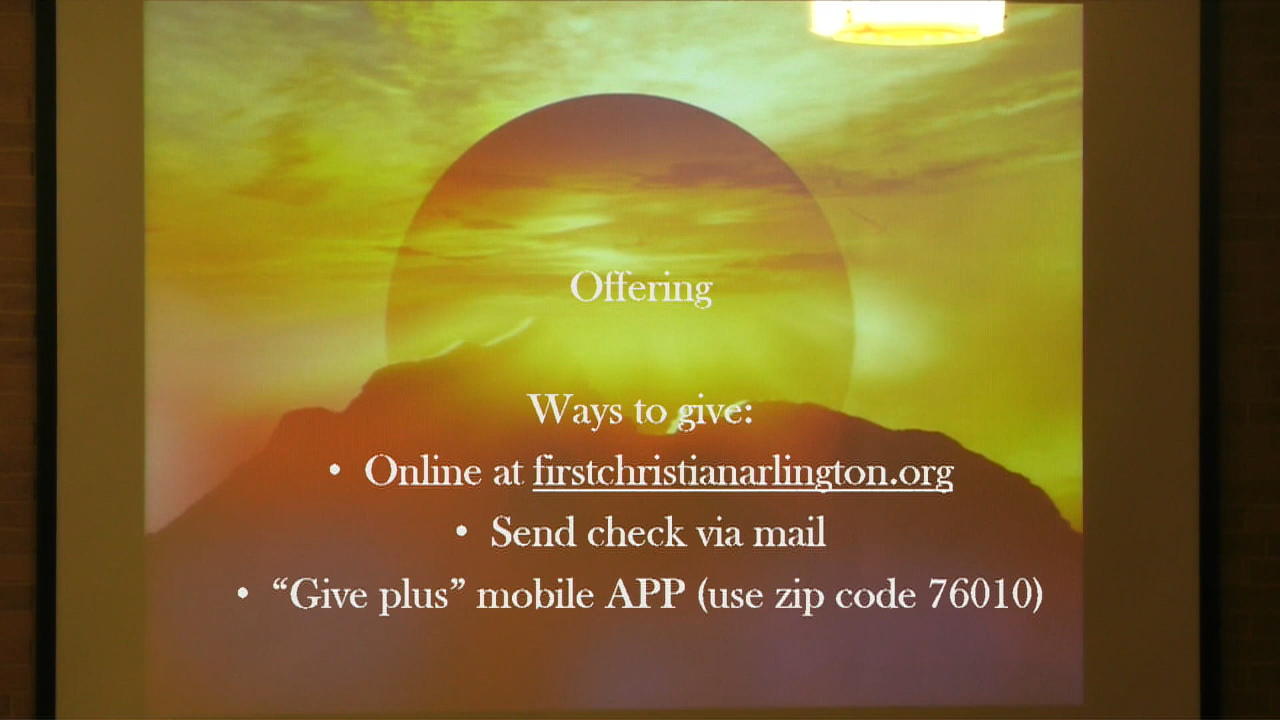 Offering
Ways to give:
• Online at firstchristianarlington.org
• Send check via mail
• “Give plus” mobile APP (use zip code 76010)